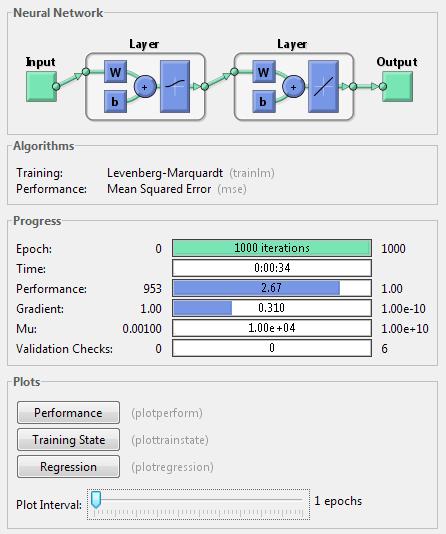 Neural Network
Layer Layer
Input Output
W W
+ +
b b
Algorithms
Training: Levenberg-Marquardt (trainlm)
Performance: Mean Squared Error (mse)
Progress
Epoch: 0 1000 iterations 1000
Time: 0:00:34
Performance: 953 2.67 1.00
Gradient: 1.00 0.310 1.00e-10
Mu: 0.00100 1.00e+04 1.00e+10
Validation Checks: 0 0 6
Plots
Performance (plotperform)
Training State (plottrainstate)
Regression (plotregression)
Plot Interval: 1 epochs